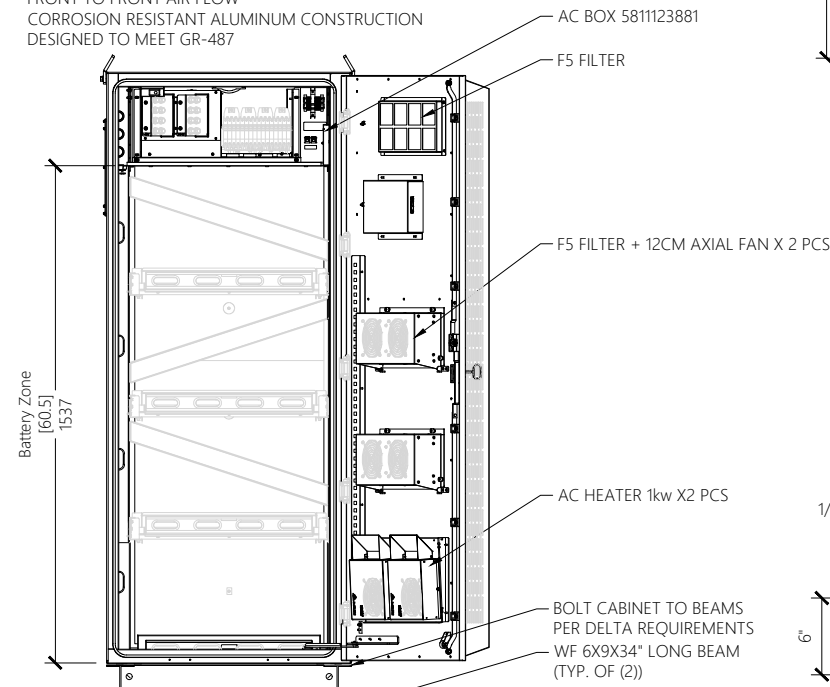 FRONT TO FRONT AIR FLOW
CORROSION RESISTANT ALUMINUM CONSTRUCTION
DESIGNED TO MEET GR-487
AC BOX 5811123881
F5 FILTER
F5 FILTER + 12CM AXIAL FAN X 2 PCS
Battery Zone
[60.5]
1537
AC HEATER 1kw X2 PCS
1/
BOLT CABINET TO BEAMS
PER DELTA REQUIREMENTS
6"
WF 6X9X34" LONG BEAM
(TYP. OF (2))